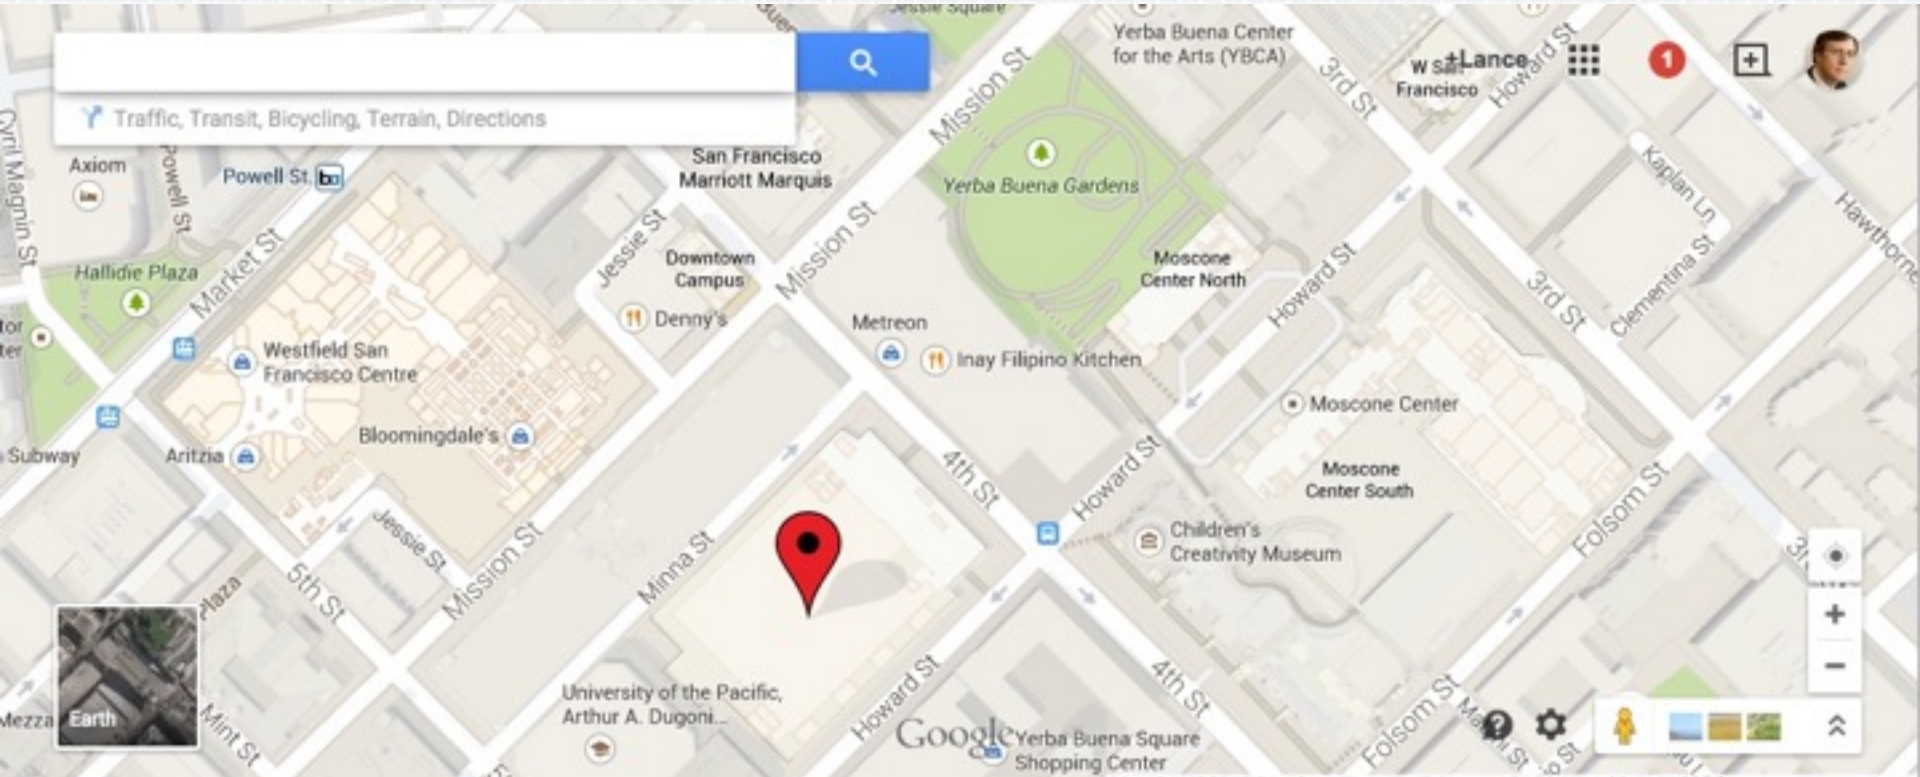 Jessie Square
Yerba Buena Center
for the Arts (YBCA)
3rd St
W San
Francisco
+Lance
Howard St
1
Traffic, Transit, Bicycling, Terrain, Directions
Mission St
Cyril Magnin St
Axiom
Powell St
Powell St.
San Francisco
Marriott Marquis
Yerba Buena Gardens
Kaplan Ln
Hawthorne
Hallidie Plaza
Market St
Jessie St
Downtown
Campus
Mission St
Moscone
Center North
Howard St
3rd St
Clementina St
Denny's
Metreon
Inay Filipino Kitchen
Westfield San
Francisco Centre
Moscone Center
Bloomingdale's
Subway
Aritzia
4th St
Howard St
Moscone
Center South
Folsom St
Jessie St
Mission St
Minna St
Children's
Creativity Museum
5th St
Plaza
Earth
Mint St
University of the Pacific,
Arthur A. Dugoni...
Howard St
4th St
Folsom St
Google
Yerba Buena Square
Shopping Center